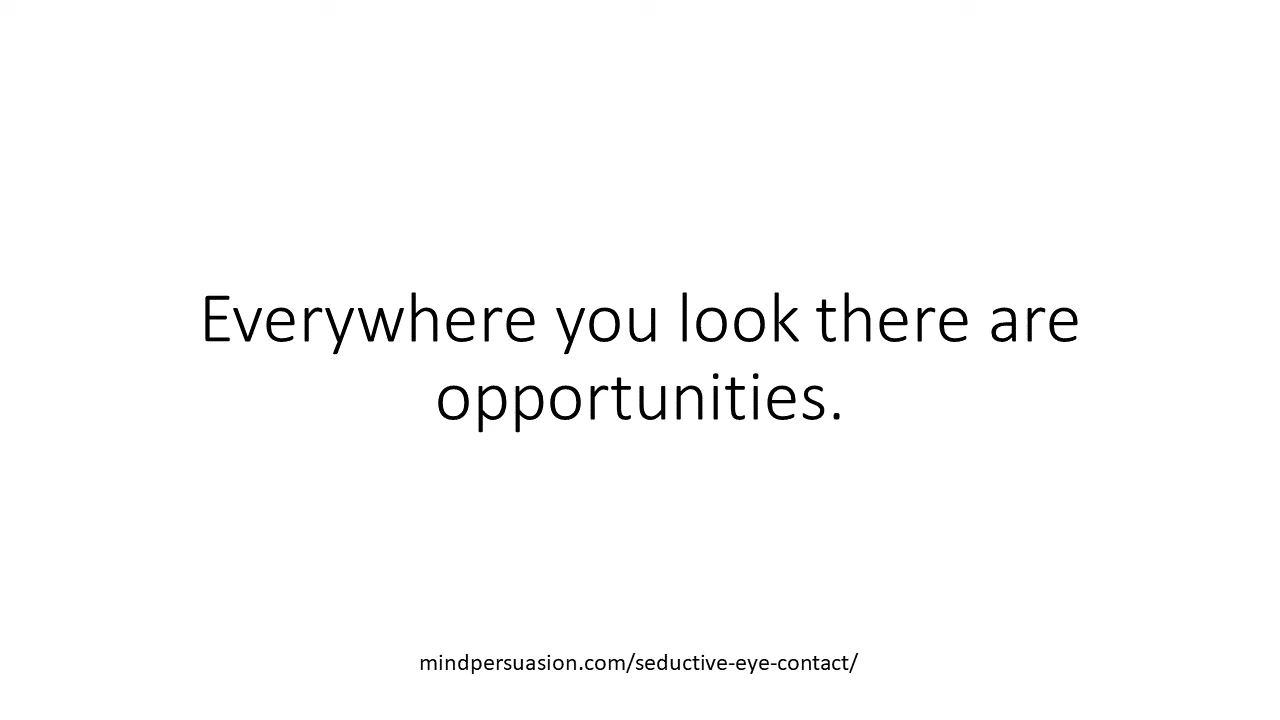 Everywhere you look there are
opportunities.
mindpersuasion.com/seductive-eye-contact/